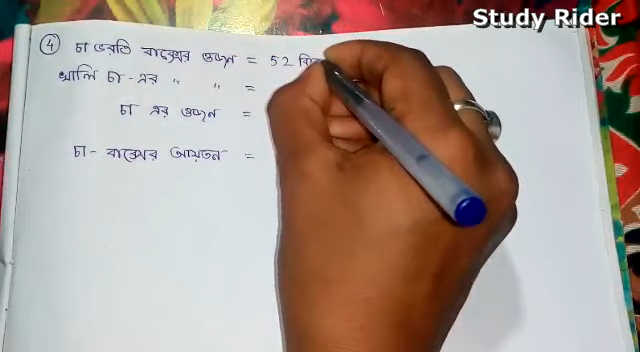 Study Rider
④ চা ভরতি বাক্সের ওজন = 52 কি
খালি চা-এর " " =
চা এর ওজন =
চা-বাক্সের আয়তন =